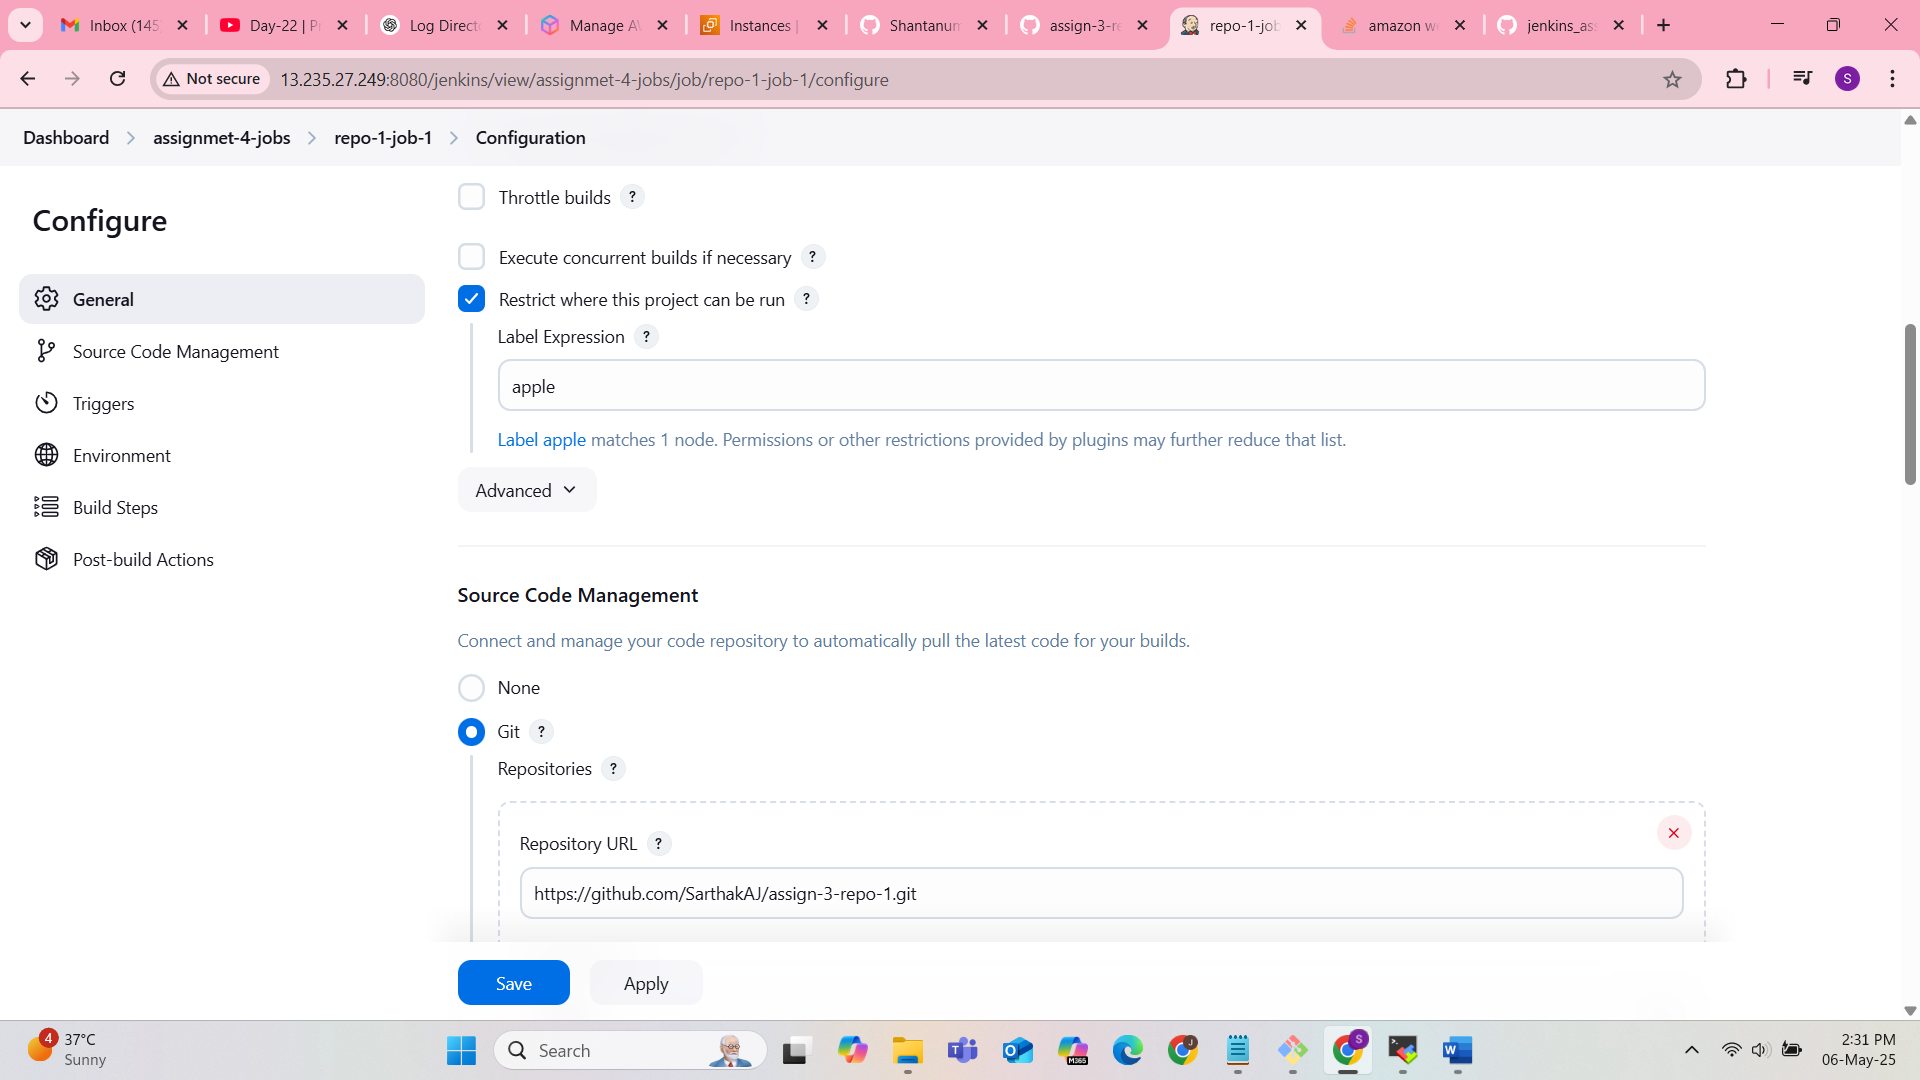 Inbox (145
Day-22 | P
Log Direct
Manage A
Instances |
Shantanu
assign-3-re
repo-1-job
amazon w
jenkins_ass
Not secure
13.235.27.249:8080/jenkins/view/assignmet-4-jobs/job/repo-1-job-1/configure
S
Dashboard > assignmet-4-jobs > repo-1-job-1 > Configuration
Configure
General
Source Code Management
Triggers
Environment
Build Steps
Post-build Actions
Throttle builds ?
Execute concurrent builds if necessary ?
Restrict where this project can be run ?
Label Expression ?
apple
Label apple matches 1 node. Permissions or other restrictions provided by plugins may further reduce that list.
Advanced
Source Code Management
Connect and manage your code repository to automatically pull the latest code for your builds.
None
Git ?
Repositories ?
Repository URL ?
https://github.com/SarthakAJ/assign-3-repo-1.git
Save
Apply
4
37°C
Sunny
Search
M365
J
S
2:31 PM
06-May-25